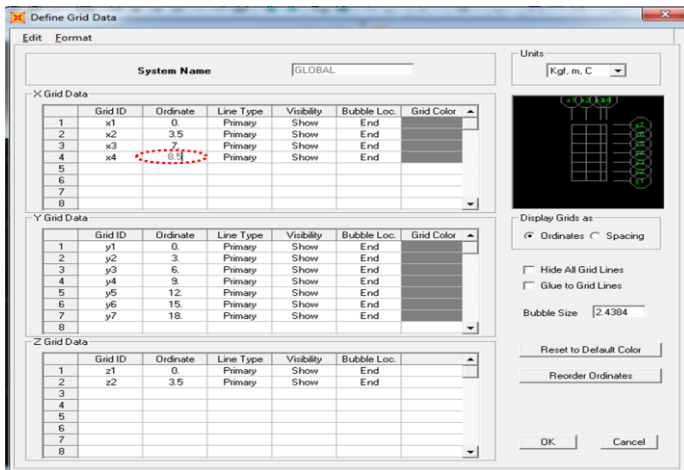 Define Grid Data
Edit Format
System Name GLOBAL
Units
Kgf, m, C
X Grid Data
Grid ID Ordinate Line Type Visibility Bubble Loc. Grid Color
1 x1 0. Primary Show End
2 x2 3.5 Primary Show End
3 x3 7. Primary Show End
4 x4 8.5 Primary Show End
5
6
7
8
Y Grid Data
Grid ID Ordinate Line Type Visibility Bubble Loc. Grid Color
1 y1 0. Primary Show End
2 y2 3. Primary Show End
3 y3 6. Primary Show End
4 y4 9. Primary Show End
5 y5 12. Primary Show End
6 y6 15. Primary Show End
7 y7 18. Primary Show End
8
Z Grid Data
Grid ID Ordinate Line Type Visibility Bubble Loc.
1 z1 0. Primary Show End
2 z2 3.5 Primary Show End
3
4
5
6
7
8
Display Grids as
Ordinates Spacing
Hide All Grid Lines
Glue to Grid Lines
Bubble Size 2.4384
Reset to Default Color
Reorder Ordinates
OK Cancel